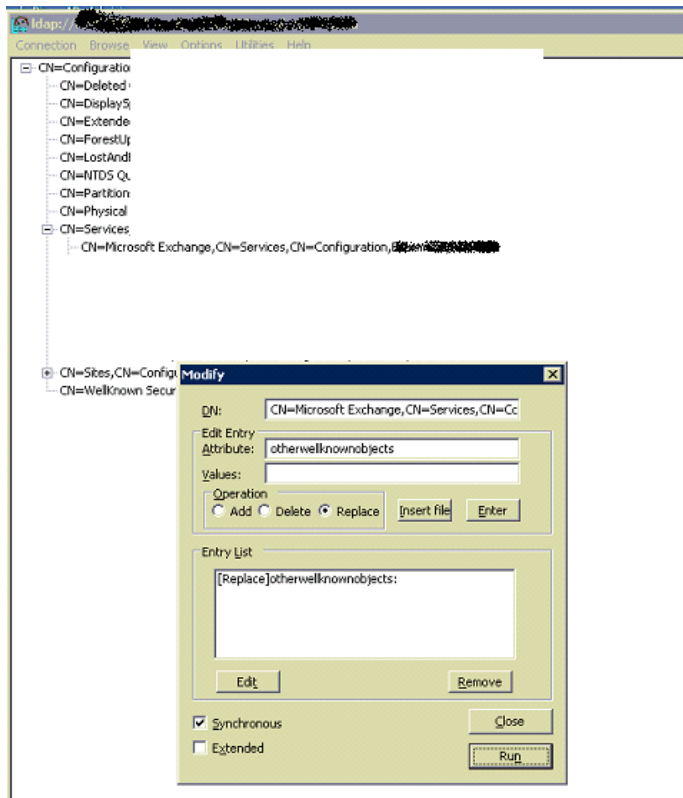 ldap://
Connection Browse View Options Utilities Help
CN=Configuratio
CN=Deleted
CN=DisplayS
CN=Extende
CN=ForestUp
CN=LostAndF
CN=NTDS Qu
CN=Partition
CN=Physical
CN=Services
CN=Microsoft Exchange,CN=Services,CN=Configuration,
CN=Sites,CN=Configu
CN=WellKnown Secur
Modify
DN: CN=Microsoft Exchange,CN=Services,CN=Cc
Edit Entry
Attribute: otherwellknownobjects
Values:
Operation
Add Delete Replace Insert file Enter
Entry List
[Replace]otherwellknownobjects:
Edit Remove
Synchronous Close
Extended Run